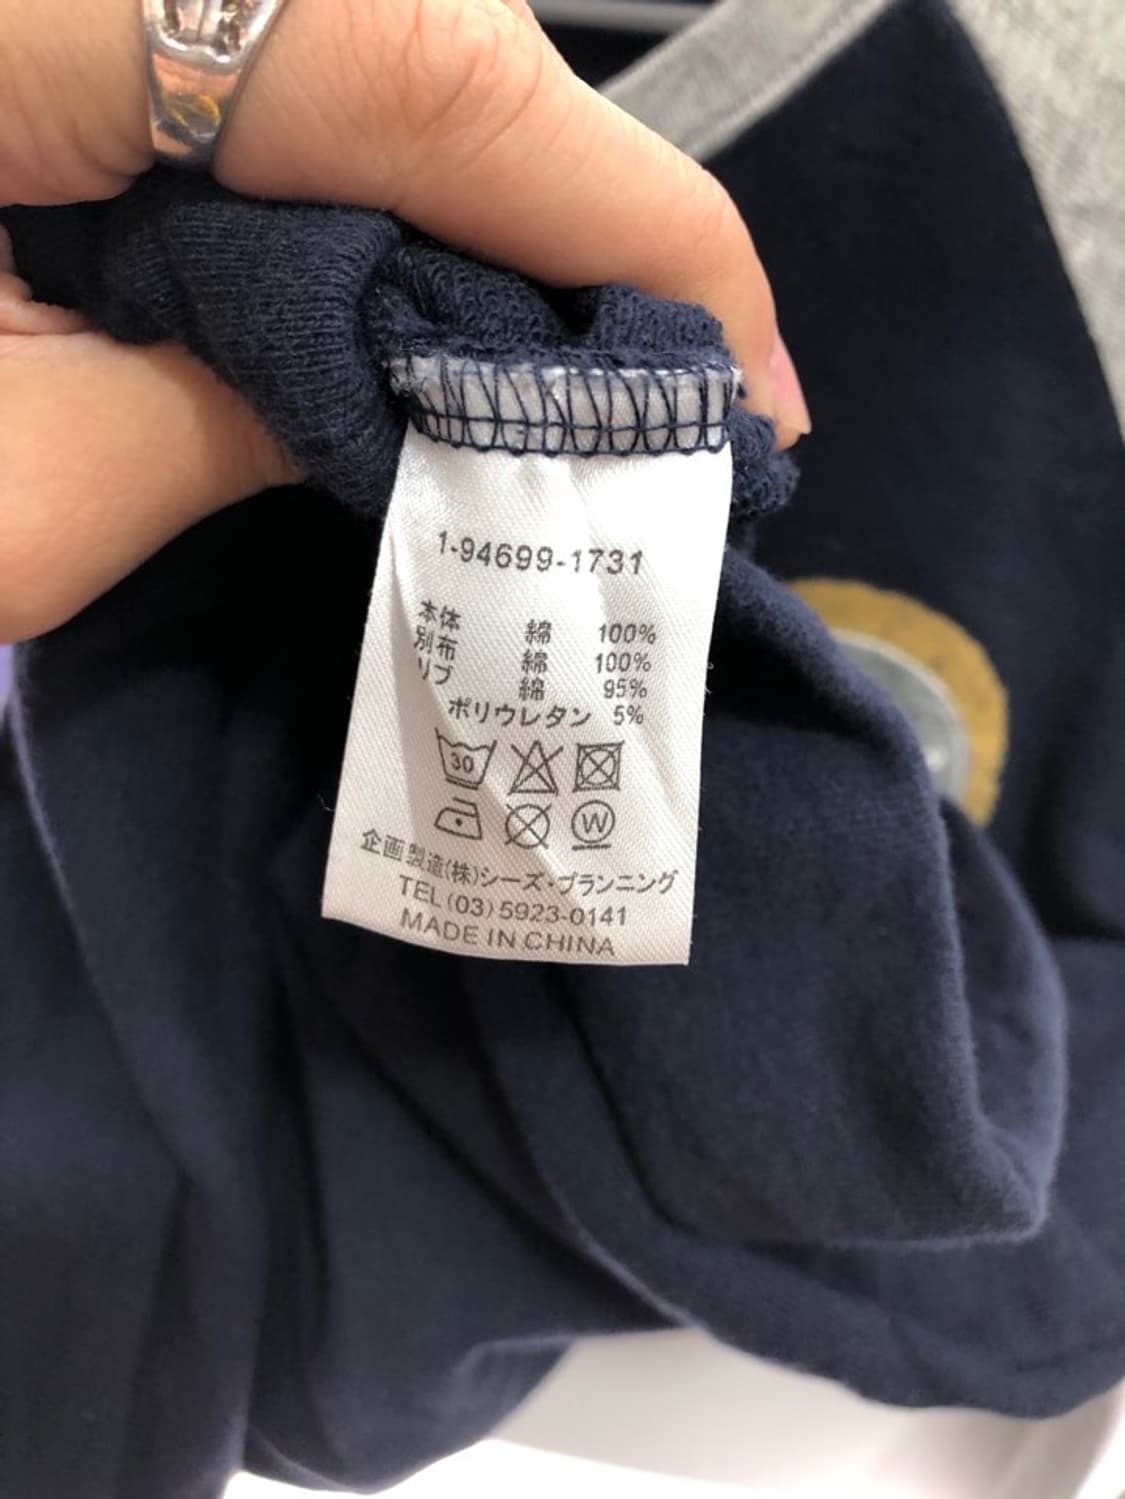 1-94699-1731
本体 綿 100%
別布 綿 100%
リブ 綿 95%
ポリウレタン 5%
30
W
企画製造(株)シーズ・プランニング
TEL(03)5923-0141
MADE IN CHINA